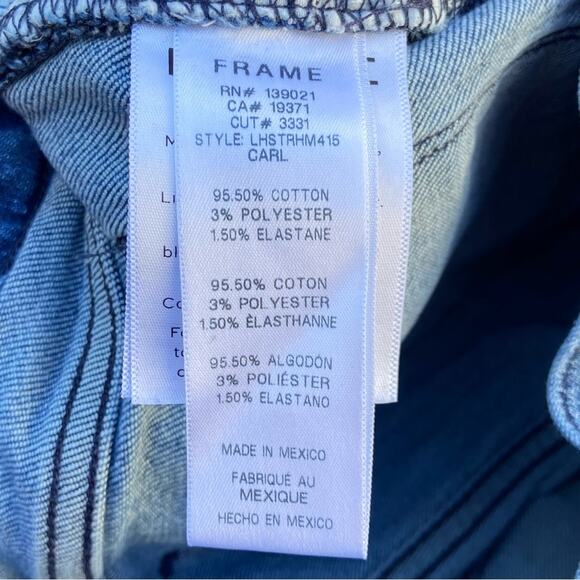 FRAME
RN# 139021
CA# 19371
CUT# 3331
STYLE: LHSTRHM415
CARL
95.50% COTTON
3% POLYESTER
1.50% ELASTANE
95.50% COTON
3% POLYESTER
1.50% ÈLASTHANNE
95.50% ALGODÓN
3% POLIÉSTER
1.50% ELASTANO
MADE IN MEXICO
FABRIQUÉ AU
MEXIQUE
HECHO EN MEXICO